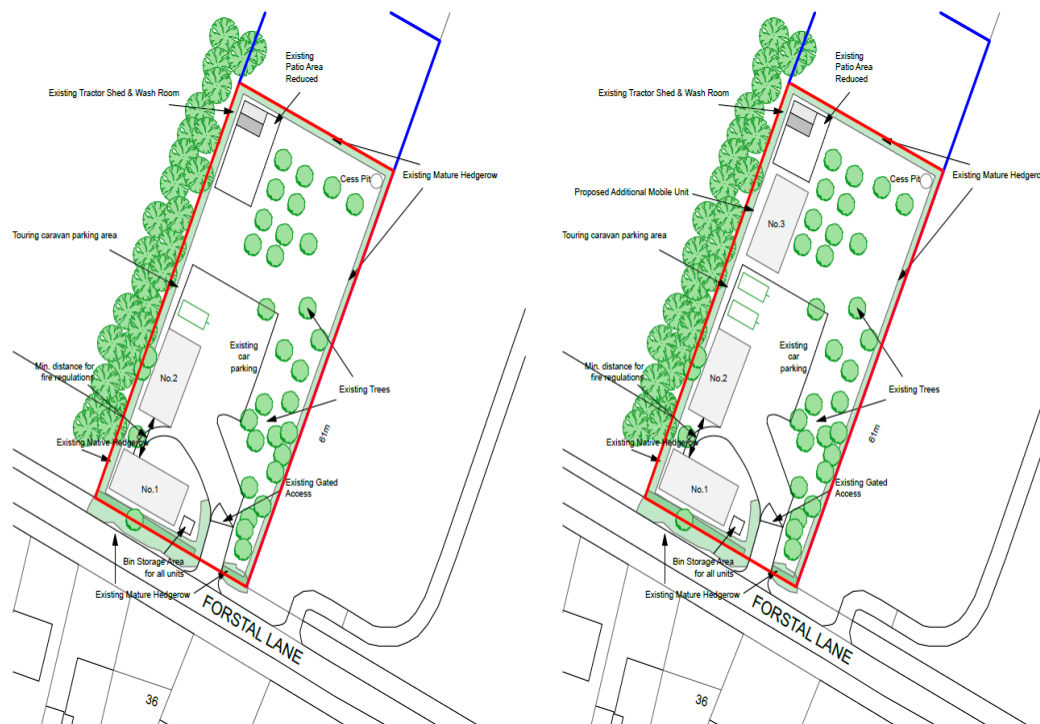 Existing
Patio Area
Reduced
Existing Tractor Shed & Wash Room
Cess Pit
Existing Mature Hedgerow
Touring caravan parking area
Existing
car
parking
Min. distance for
fire regulations
No.2
Existing Trees
61m
Existing Native Hedgerow
No.1
Existing Gated
Access
Bin Storage Area
for all units
Existing Mature Hedgerow
FORSTAL LANE
36
Existing
Patio Area
Reduced
Existing Tractor Shed & Wash Room
Cess Pit
Existing Mature Hedgerow
Proposed Additional Mobile Unit
No.3
Touring caravan parking area
Existing
car
parking
Min. distance for
fire regulations
No.2
Existing Trees
61m
Existing Native Hedgerow
No.1
Existing Gated
Access
Bin Storage Area
for all units
Existing Mature Hedgerow
FORSTAL LANE
36